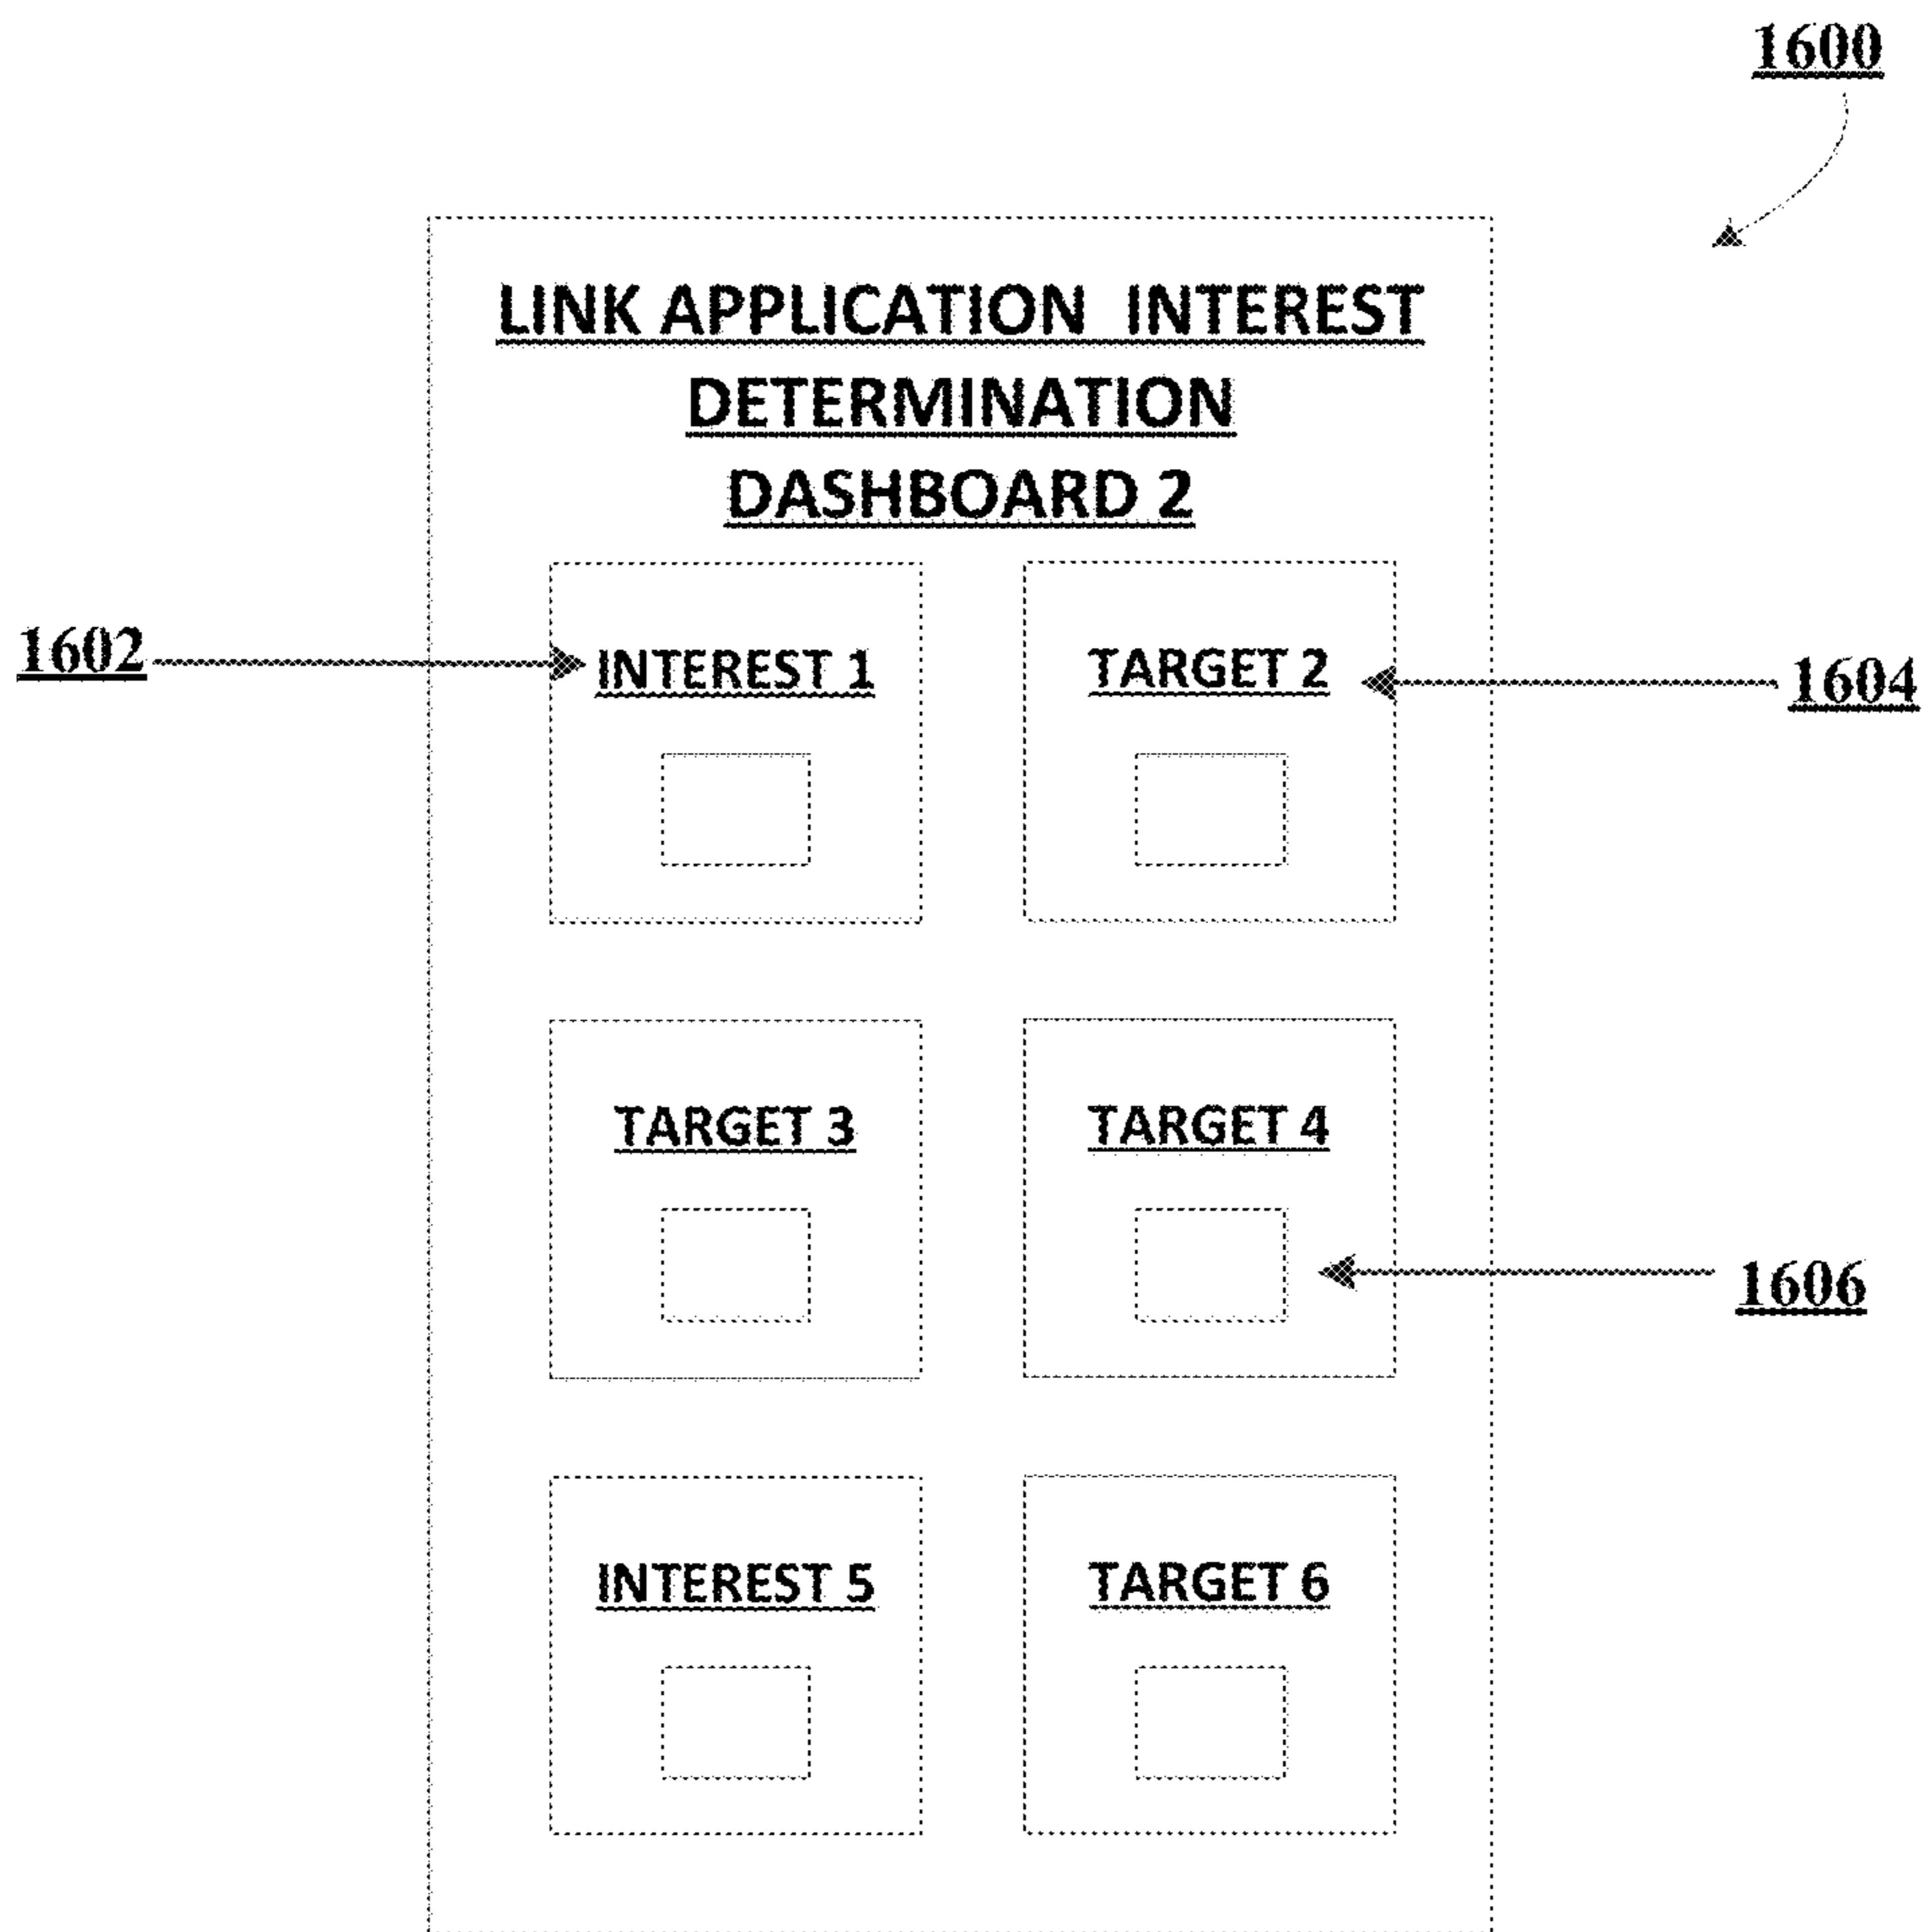 1600
LINK APPLICATION INTEREST
DETERMINATION
DASHBOARD 2
1602
INTEREST 1
TARGET 2
1604
TARGET 3
TARGET 4
1606
INTEREST 5
TARGET 6